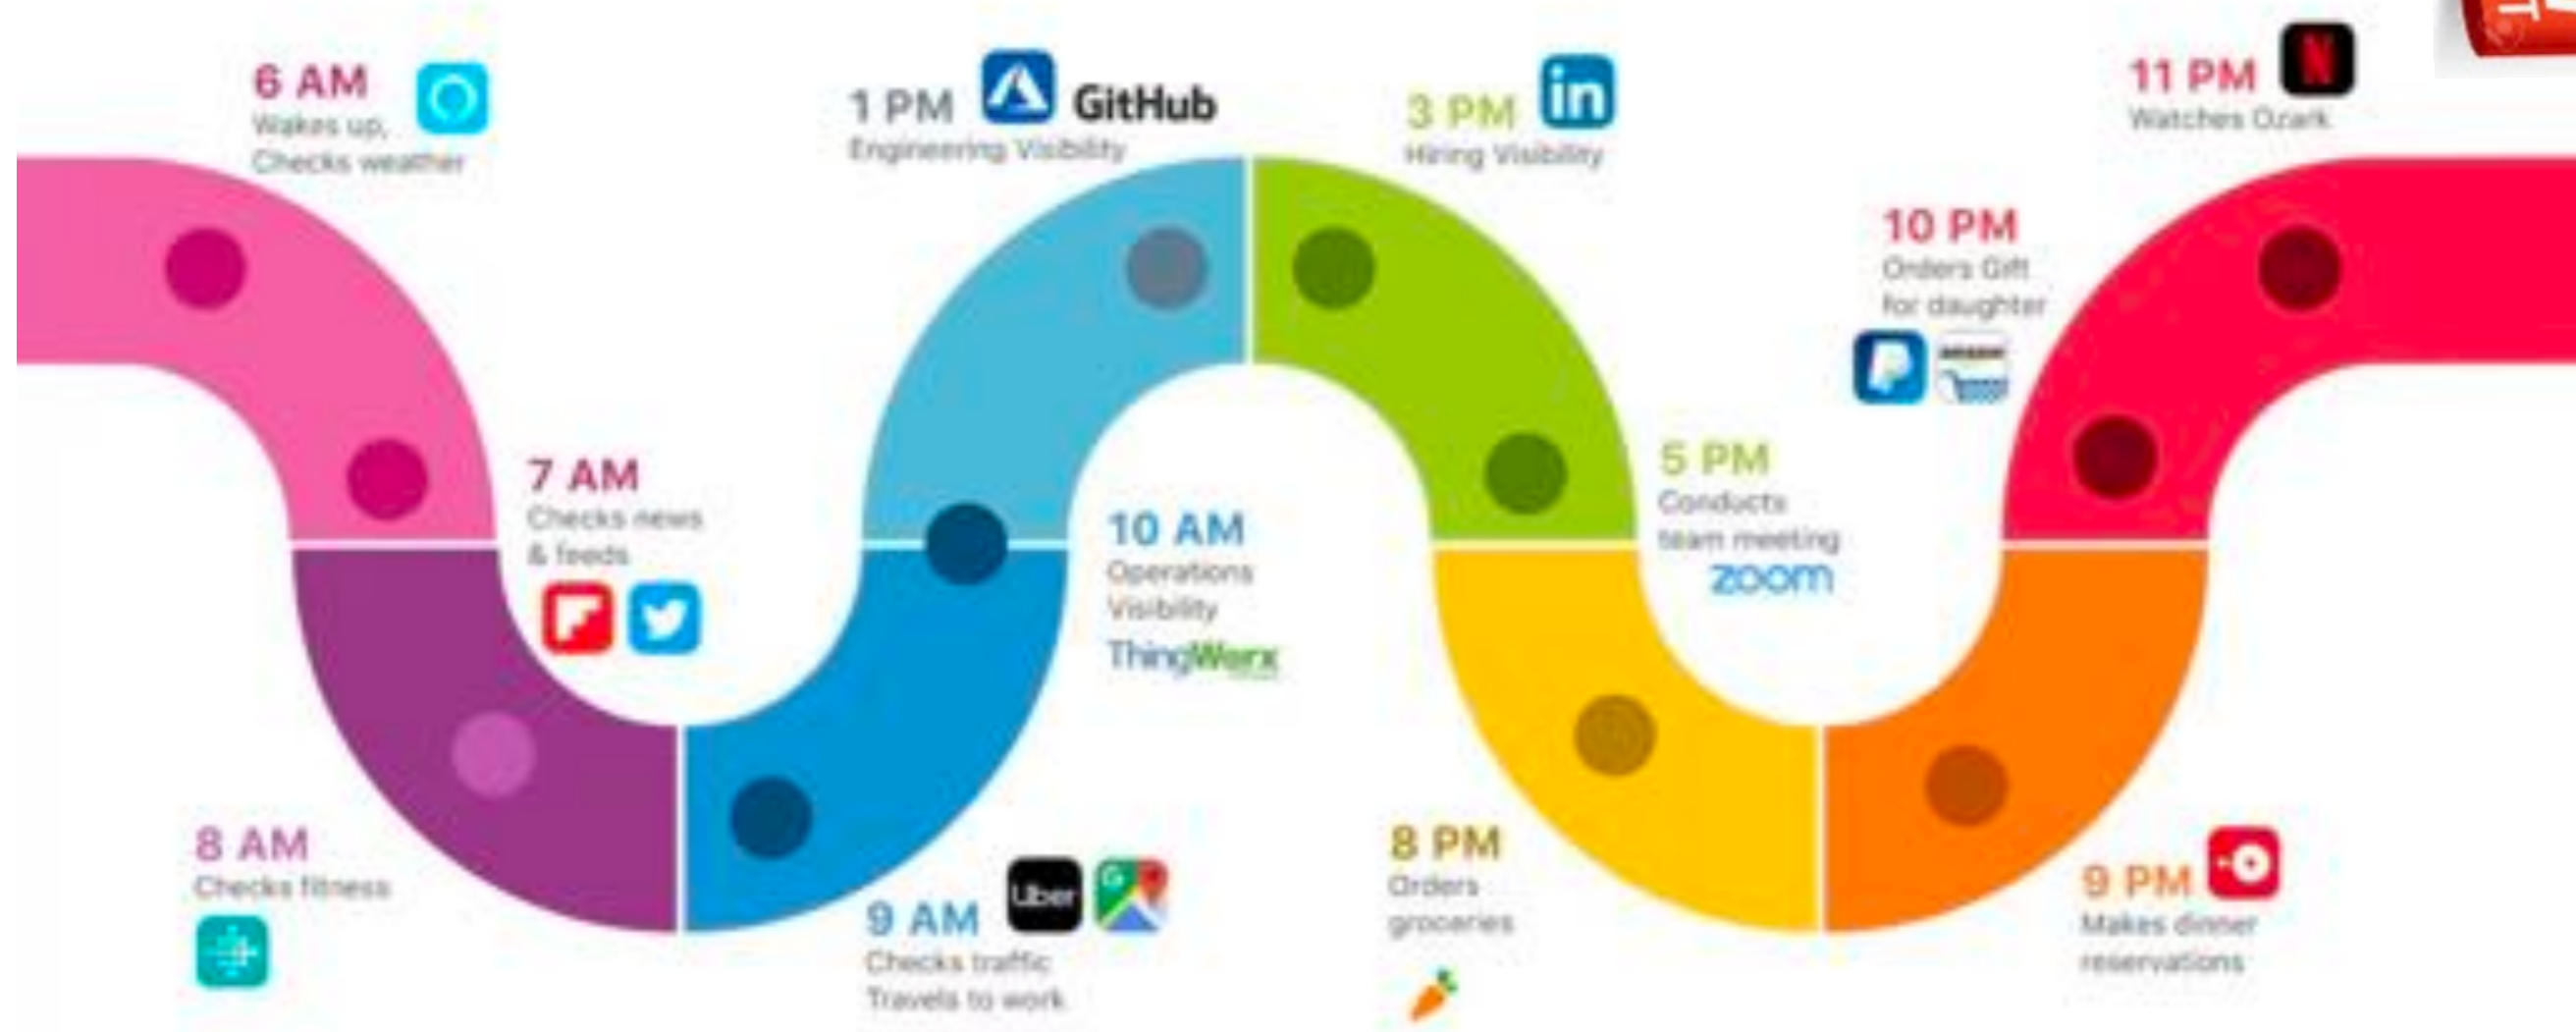 6 AM
Wakes up,
Checks weather
7 AM
Checks news
& feeds
8 AM
Checks fitness
9 AM
Uber
G
Checks traffic
Travels to work
10 AM
Operations
Visibility
ThingWorx
1 PM
GitHub
Engineering Visibility
3 PM
in
Hiring Visibility
5 PM
Conducts
team meeting
zoom
8 PM
Orders
groceries
9 PM
Makes dinner
reservations
10 PM
Orders Gift
for daughter
amazon
11 PM
N
Watches Ozark